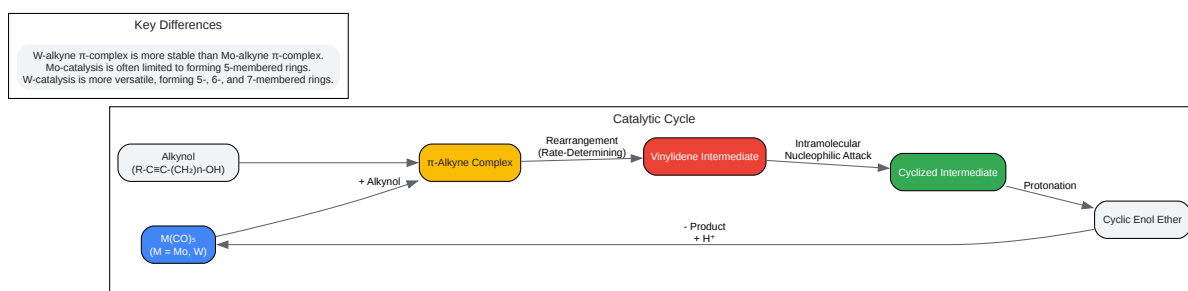 Key Differences
W-alkyne π-complex is more stable than Mo-alkyne π-complex.
Mo-catalysis is often limited to forming 5-membered rings.
W-catalysis is more versatile, forming 5-, 6-, and 7-membered rings.
Catalytic Cycle
Alkynol
(R-C≡C-(CH₂)n-OH)
π-Alkyne Complex
Rearrangement
(Rate-Determining)
Vinylidene Intermediate
Intramolecular
Nucleophilic Attack
Cyclized Intermediate
Protonation
Cyclic Enol Ether
+ Alkynol
M(CO)₅
(M = Mo, W)
- Product
+ H⁺